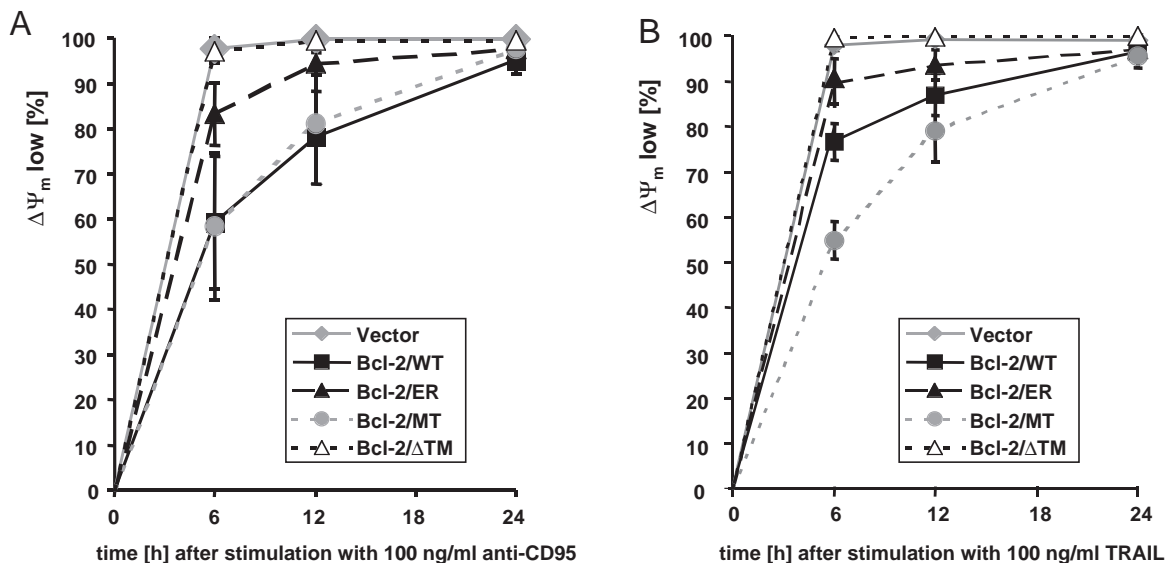 A
ΔΨm low [%]
100
90
80
70
60
50
40
30
20
10
0
0
6
12
18
24
time [h] after stimulation with 100 ng/ml anti-CD95
Vector
Bcl-2/WT
Bcl-2/ER
Bcl-2/MT
Bcl-2/ΔTM
B
ΔΨm low [%]
100
90
80
70
60
50
40
30
20
10
0
0
6
12
18
24
time [h] after stimulation with 100 ng/ml TRAIL
Vector
Bcl-2/WT
Bcl-2/ER
Bcl-2/MT
Bcl-2/ΔTM